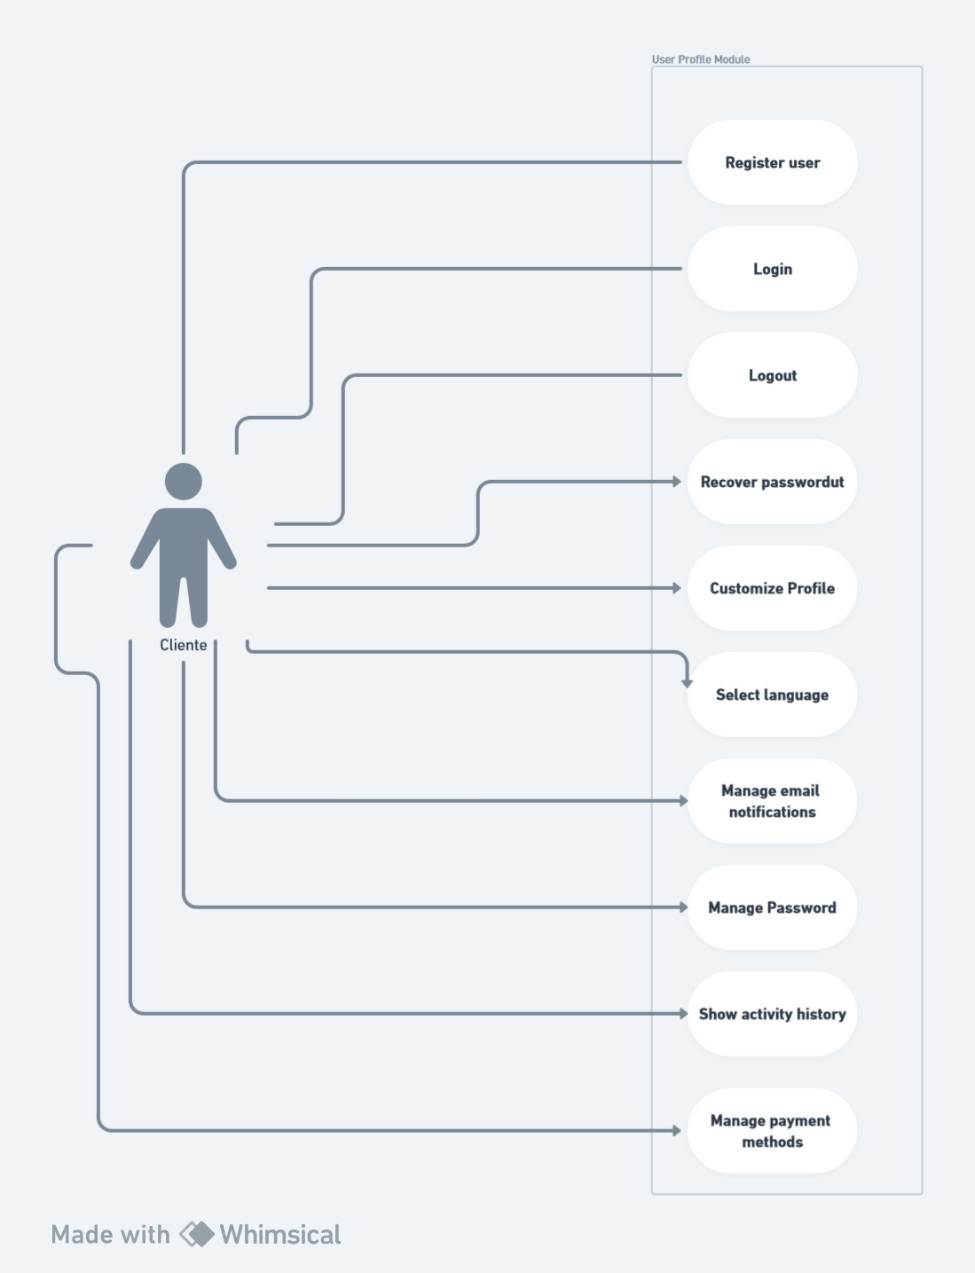 User Profile Module
Register user
Login
Logout
Recover passwordut
Customize Profile
Cliente
Select language
Manage email
notifications
Manage Password
Show activity history
Manage payment
methods
Made with Whimsical